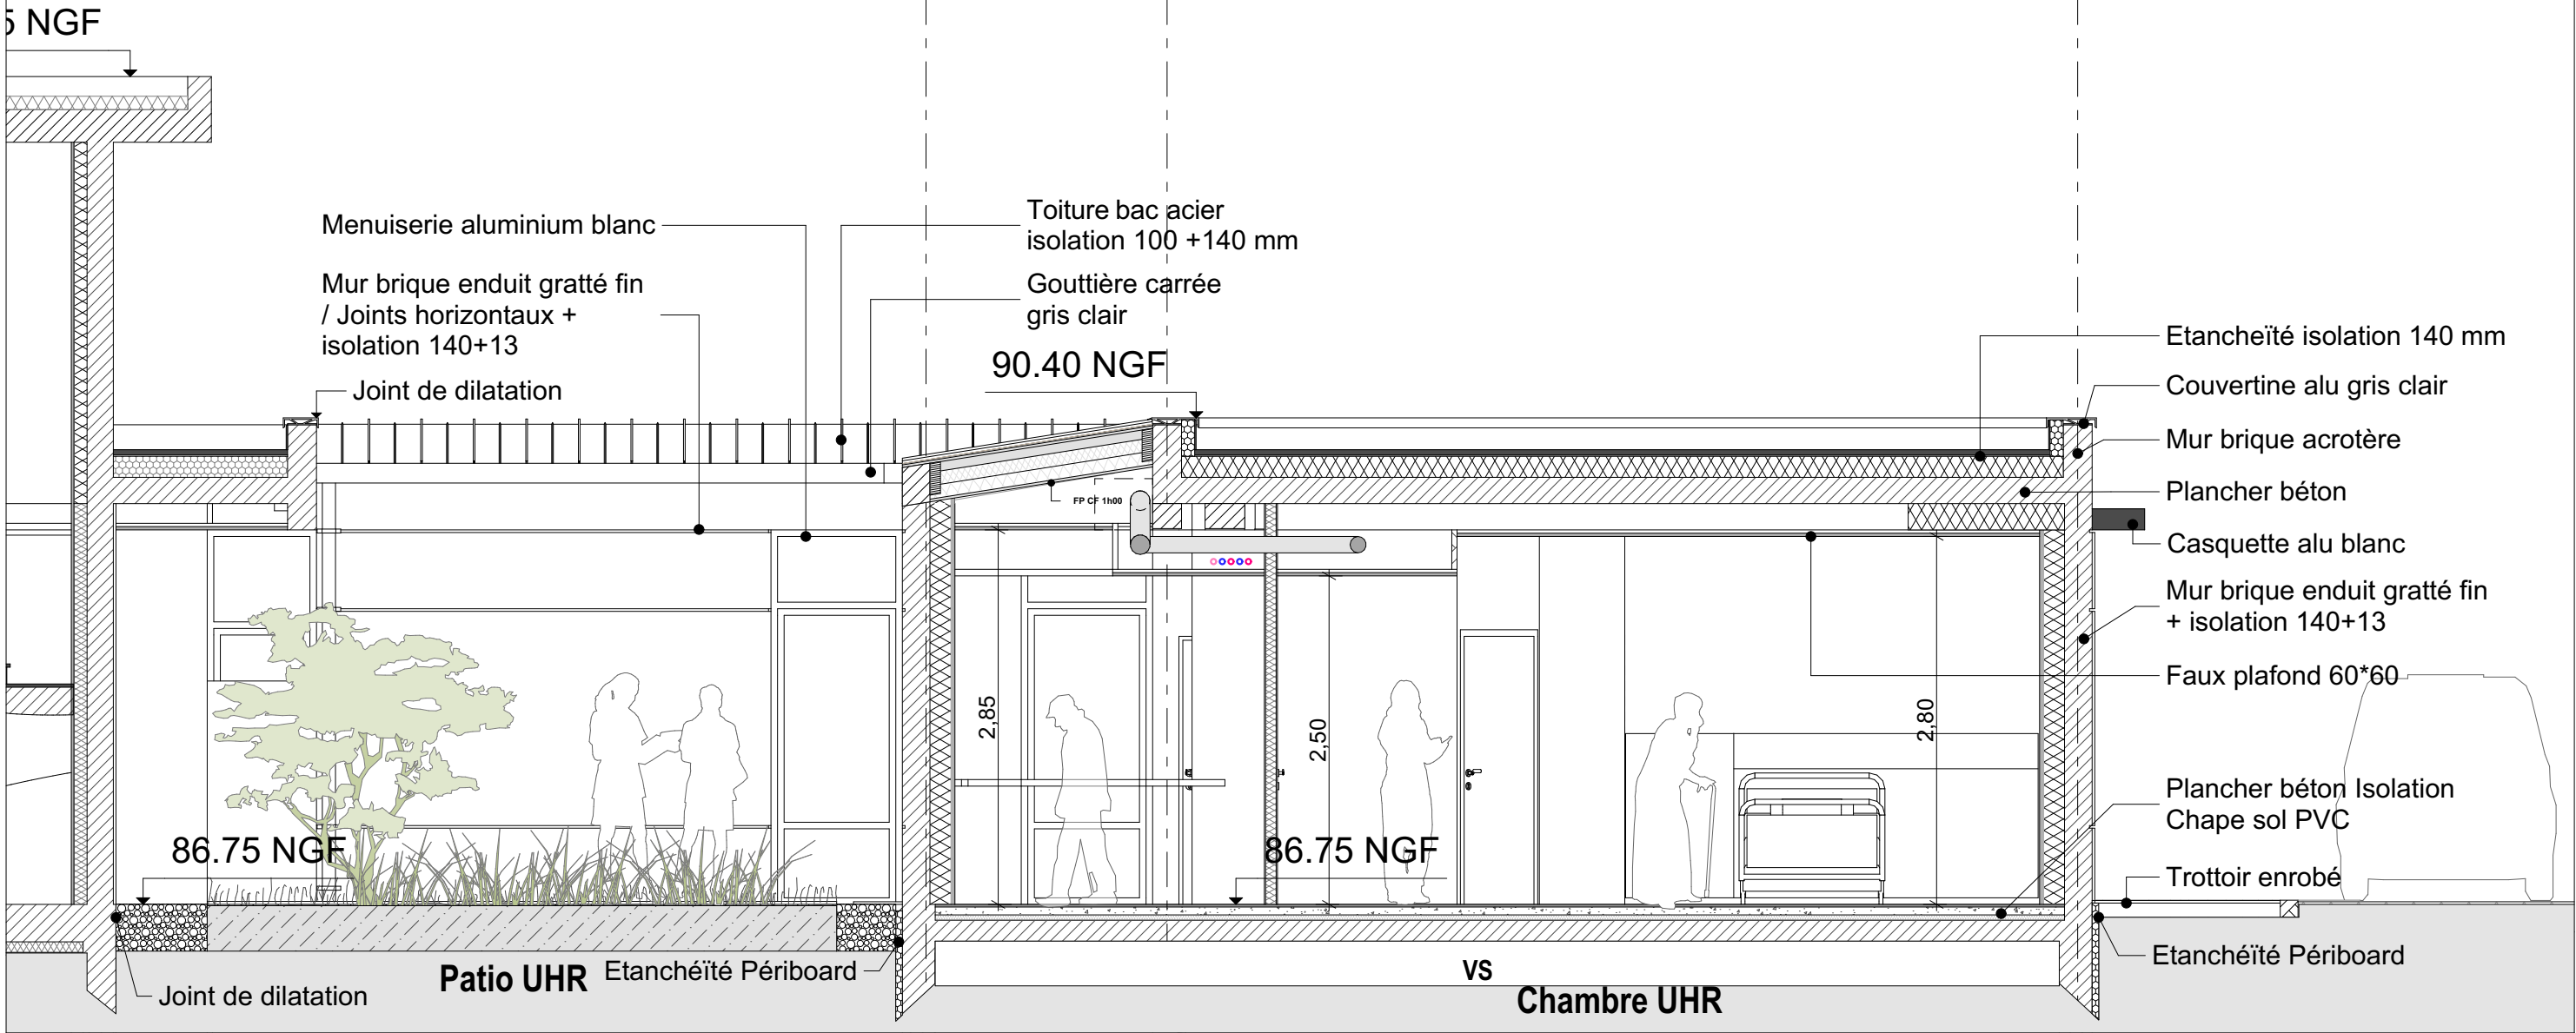 5 NGF
Menuiserie aluminium blanc
Mur brique enduit gratté fin
/ Joints horizontaux +
isolation 140+13
Joint de dilatation
Toiture bac acier
isolation 100 +140 mm
Gouttière carrée
gris clair
90.40 NGF
Etancheïté isolation 140 mm
Couvertine alu gris clair
Mur brique acrotère
Plancher béton
Casquette alu blanc
Mur brique enduit gratté fin
+ isolation 140+13
Faux plafond 60*60
FP CF 1h00
2,85
2,50
2,80
Plancher béton Isolation
Chape sol PVC
Trottoir enrobé
86.75 NGF
86.75 NGF
Etanchéïté Périboard
Patio UHR
Etanchéïté Périboard
VS
Joint de dilatation
Chambre UHR